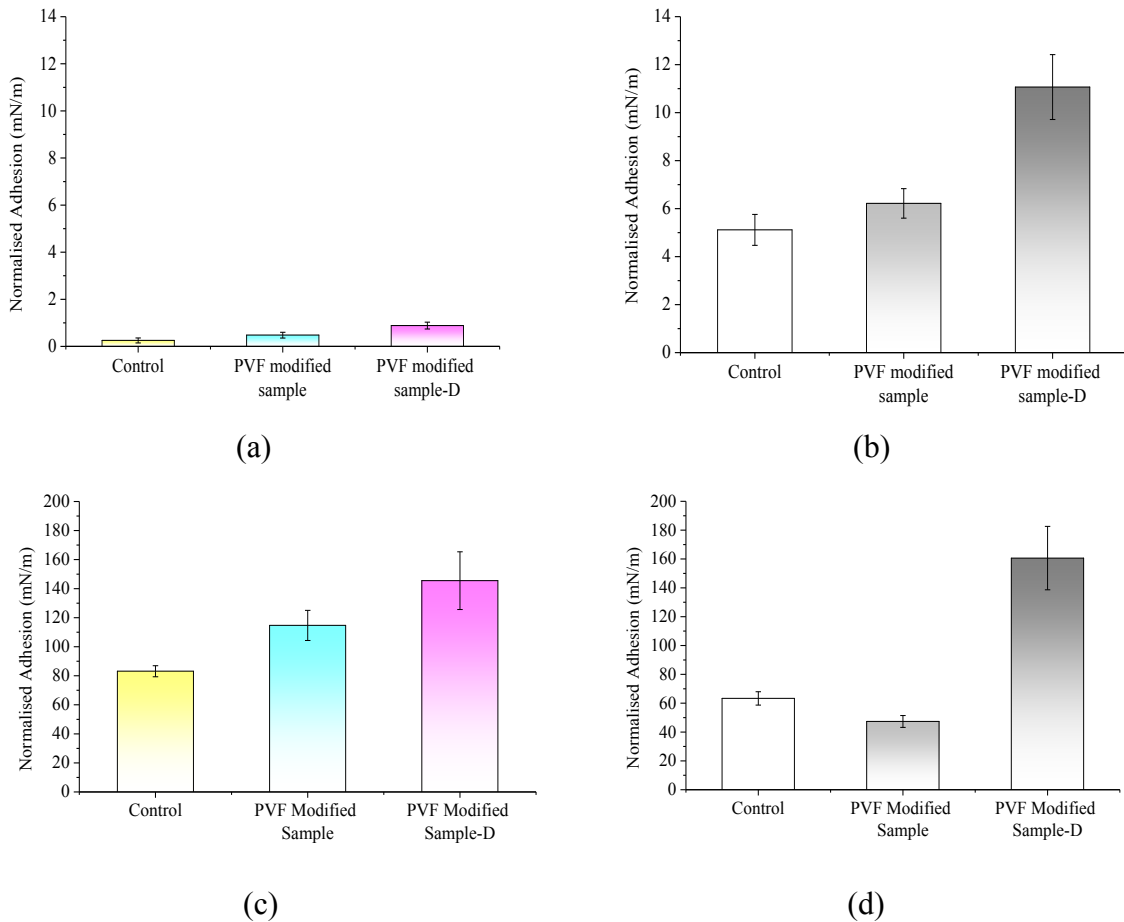 14
12
10
8
6
4
2
0
Normalised Adhesion (mN/m)
Control
PVF modified
sample
PVF modified
sample-D
(a)
14
12
10
8
6
4
2
0
Normalised Adhesion (mN/m)
Control
PVF modified
sample
PVF modified
sample-D
(b)
200
180
160
140
120
100
80
60
40
20
0
Normalised Adhesion (mN/m)
Control
PVF Modified
Sample
PVF Modified
Sample-D
(c)
200
180
160
140
120
100
80
60
40
20
0
Normalised Adhesion (mN/m)
Control
PVF Modified
Sample
PVF Modified
Sample-D
(d)